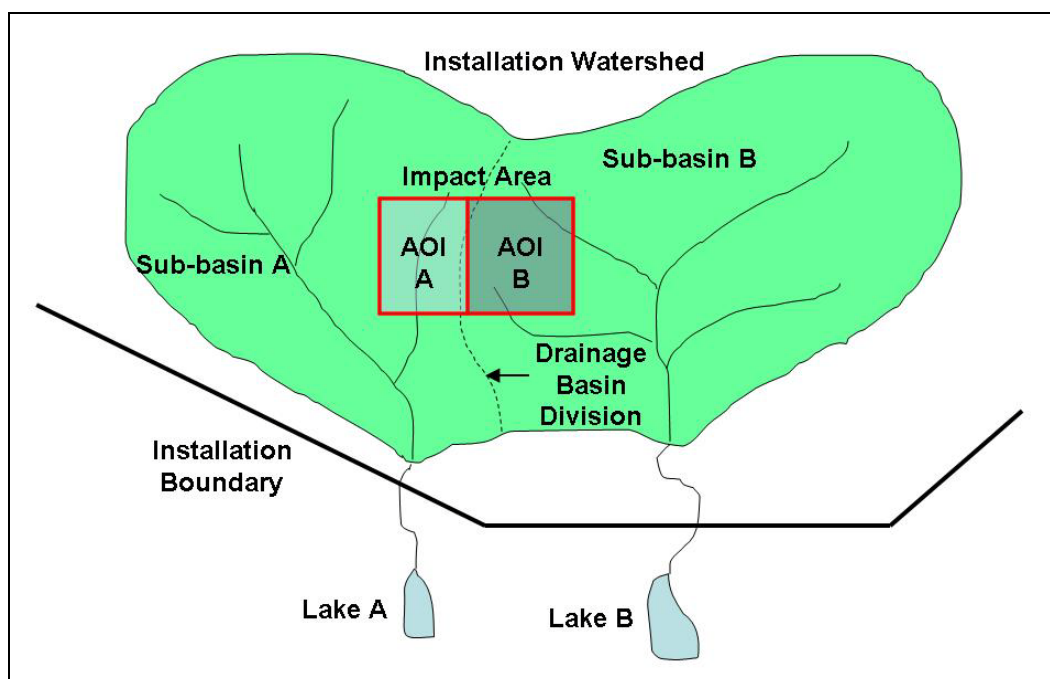 Installation Watershed
Sub-basin B
Impact Area
AOI
A
AOI
B
Sub-basin A
Drainage
Basin
Division
Installation
Boundary
Lake A
Lake B